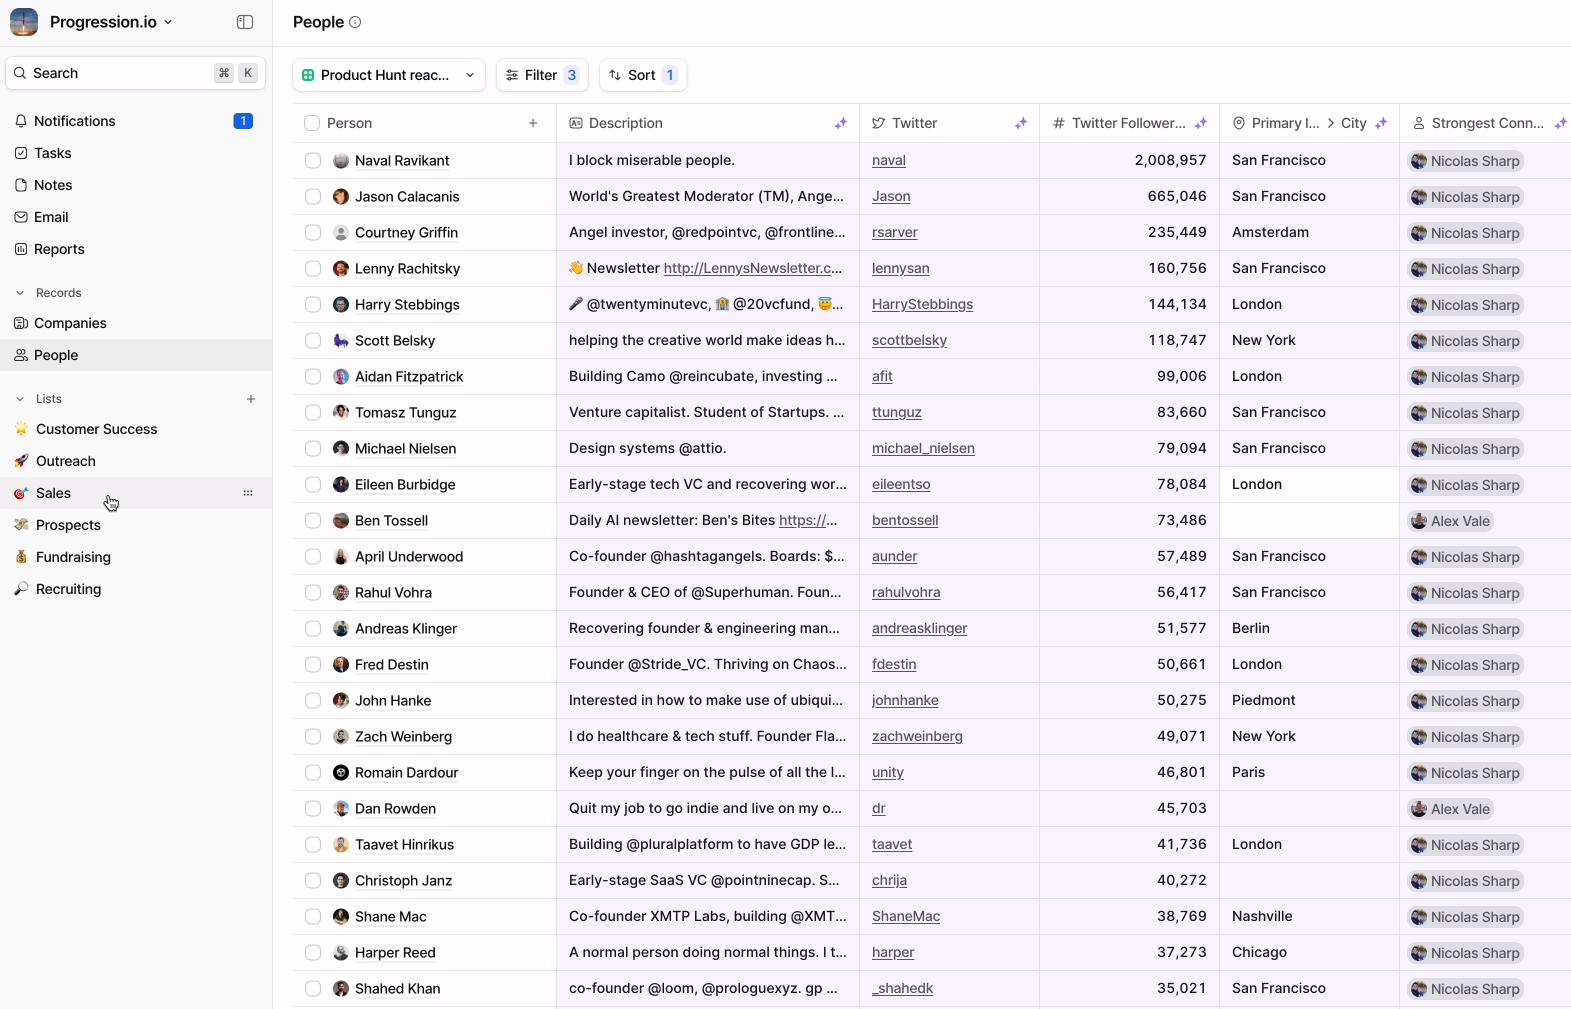 Progression.io
Search ⌘ K
Notifications 1
Tasks
Notes
Email
Reports
Records
Companies
People
Lists
Customer Success
Outreach
Sales
Prospects
Fundraising
Recruiting
People
Product Hunt reac... Filter 3 Sort 1
Person Description Twitter # Twitter Follower... Primary l... > City Strongest Conn...
Naval Ravikant I block miserable people. naval 2,008,957 San Francisco Nicolas Sharp
Jason Calacanis World's Greatest Moderator (TM), Ange... Jason 665,046 San Francisco Nicolas Sharp
Courtney Griffin Angel investor, @redpointvc, @frontline... rsarver 235,449 Amsterdam Nicolas Sharp
Lenny Rachitsky 👋 Newsletter http://LennysNewsletter.c... lennysan 160,756 San Francisco Nicolas Sharp
Harry Stebbings 🎤 @twentyminutevc, 🏦 @20vcfund, 😇... HarryStebbings 144,134 London Nicolas Sharp
Scott Belsky helping the creative world make ideas h... scottbelsky 118,747 New York Nicolas Sharp
Aidan Fitzpatrick Building Camo @reincubate, investing ... afit 99,006 London Nicolas Sharp
Tomasz Tunguz Venture capitalist. Student of Startups. ... ttunguz 83,660 San Francisco Nicolas Sharp
Michael Nielsen Design systems @attio. michael_nielsen 79,094 San Francisco Nicolas Sharp
Eileen Burbidge Early-stage tech VC and recovering wor... eileentso 78,084 London Nicolas Sharp
Ben Tossell Daily AI newsletter: Ben's Bites https://... bentossell 73,486 Alex Vale
April Underwood Co-founder @hashtagangels. Boards: $... aunder 57,489 San Francisco Nicolas Sharp
Rahul Vohra Founder & CEO of @Superhuman. Foun... rahulvohra 56,417 San Francisco Nicolas Sharp
Andreas Klinger Recovering founder & engineering man... andreasklinger 51,577 Berlin Nicolas Sharp
Fred Destin Founder @Stride_VC. Thriving on Chaos... fdestin 50,661 London Nicolas Sharp
John Hanke Interested in how to make use of ubiqui... johnhanke 50,275 Piedmont Nicolas Sharp
Zach Weinberg I do healthcare & tech stuff. Founder Fla... zachweinberg 49,071 New York Nicolas Sharp
Romain Dardour Keep your finger on the pulse of all the l... unity 46,801 Paris Nicolas Sharp
Dan Rowden Quit my job to go indie and live on my o... dr 45,703 Alex Vale
Taavet Hinrikus Building @pluralplatform to have GDP le... taavet 41,736 London Nicolas Sharp
Christoph Janz Early-stage SaaS VC @pointninecap. S... chrija 40,272 Nicolas Sharp
Shane Mac Co-founder XMTP Labs, building @XMT... ShaneMac 38,769 Nashville Nicolas Sharp
Harper Reed A normal person doing normal things. I t... harper 37,273 Chicago Nicolas Sharp
Shahed Khan co-founder @loom, @prologuexyz. gp ... _shahedk 35,021 San Francisco Nicolas Sharp